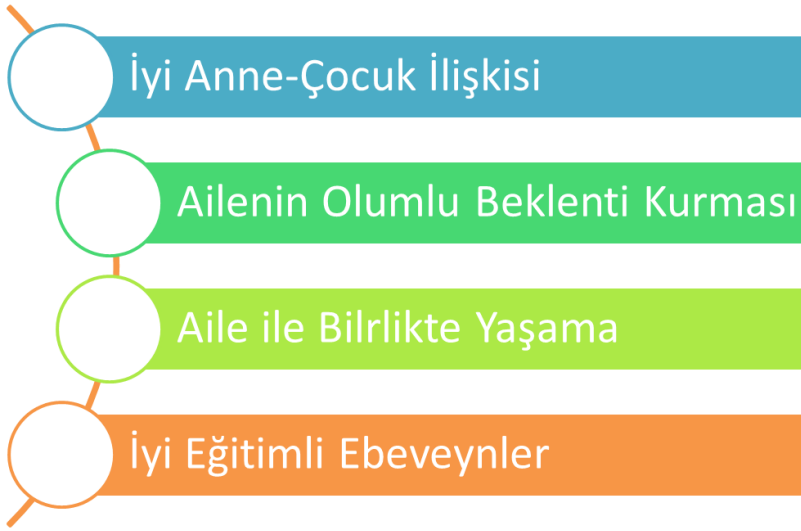 İyi Anne-Çocuk İlişkisi
Ailenin Olumlu Beklenti Kurması
Aile ile Bilrlikte Yaşama
İyi Eğitimli Ebeveynler